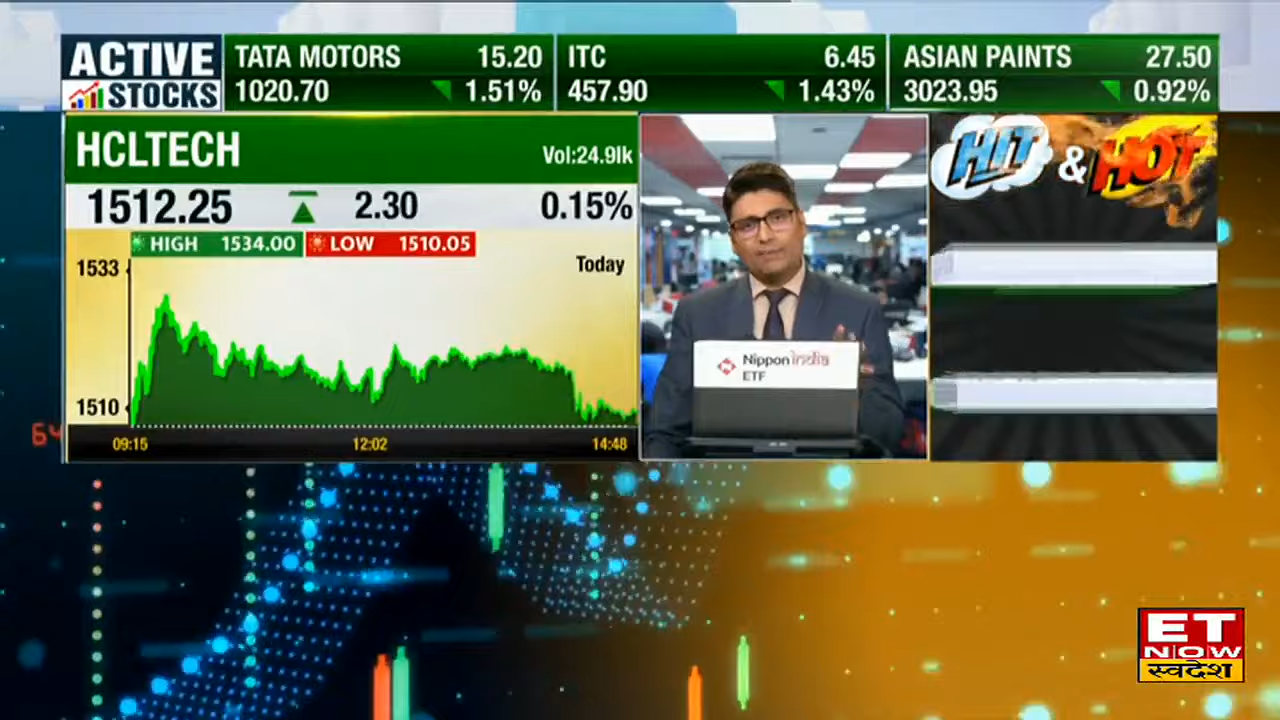 ACTIVE
STOCKS
TATA MOTORS 15.20
1020.70 1.51%
ITC 6.45
457.90 1.43%
ASIAN PAINTS 27.50
3023.95 0.92%
HCLTECH
Vol:24.9lk
1512.25 2.30 0.15%
HIGH 1534.00 LOW 1510.05
Today
1533
1510
09:15 12:02 14:48
Nippon india
ETF
HIT & HOT
ET
NOW
स्वदेश